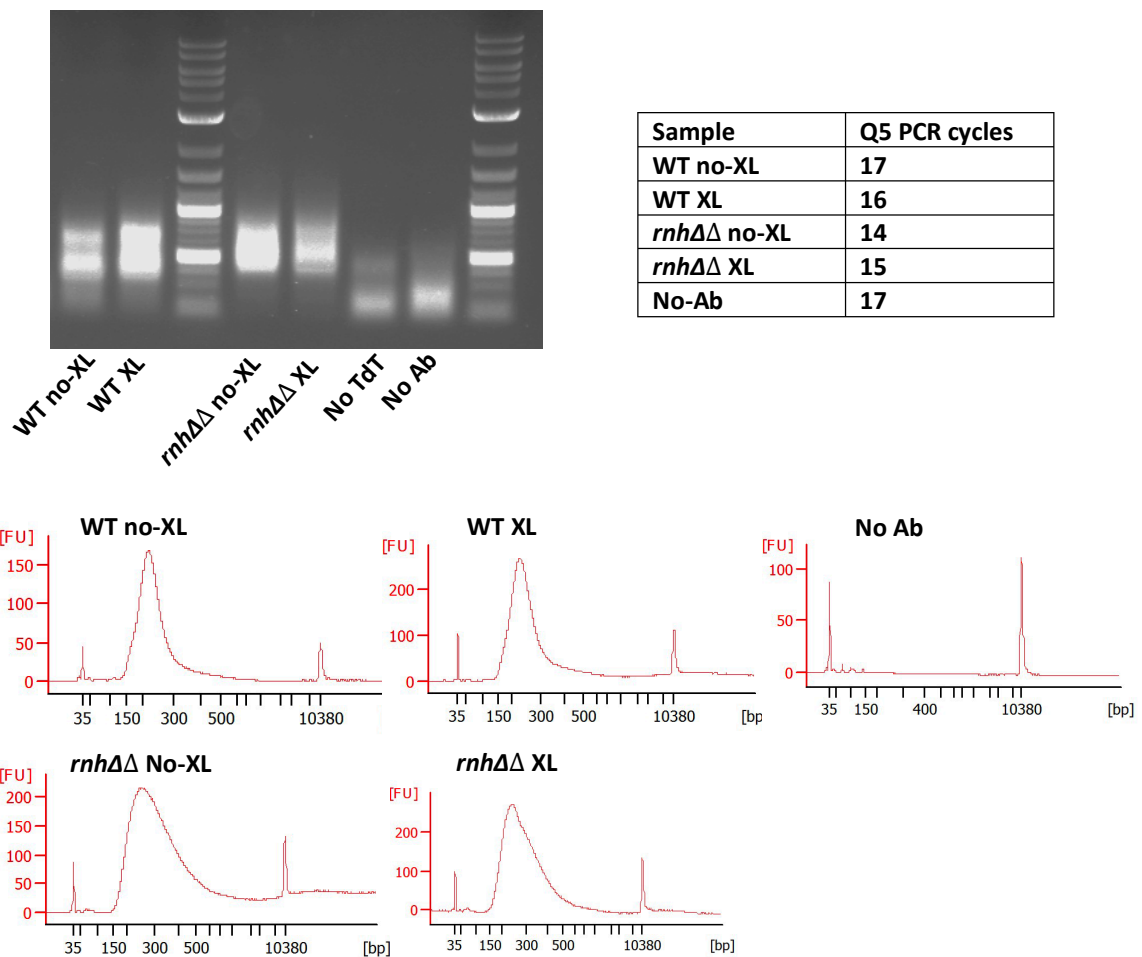 Sample Q5 PCR cycles
WT no-XL 17
WT XL 16
rnhΔΔ no-XL 14
rnhΔΔ XL 15
No-Ab 17
WT no-XL
WT XL
rnhΔΔ no-XL
rnhΔΔ XL
No TdT
No Ab
WT no-XL
[FU]
150
100
50
0
35 150 300 500 10380
WT XL
[FU]
200
100
0
35 150 300 500 10380 [bp]
No Ab
[FU]
100
50
0
35 150 400 10380 [bp]
rnhΔΔ No-XL
[FU]
200
150
100
50
0
35 150 300 500 10380 [bp]
rnhΔΔ XL
[FU]
200
100
0
35 150 300 500 10380 [bp]